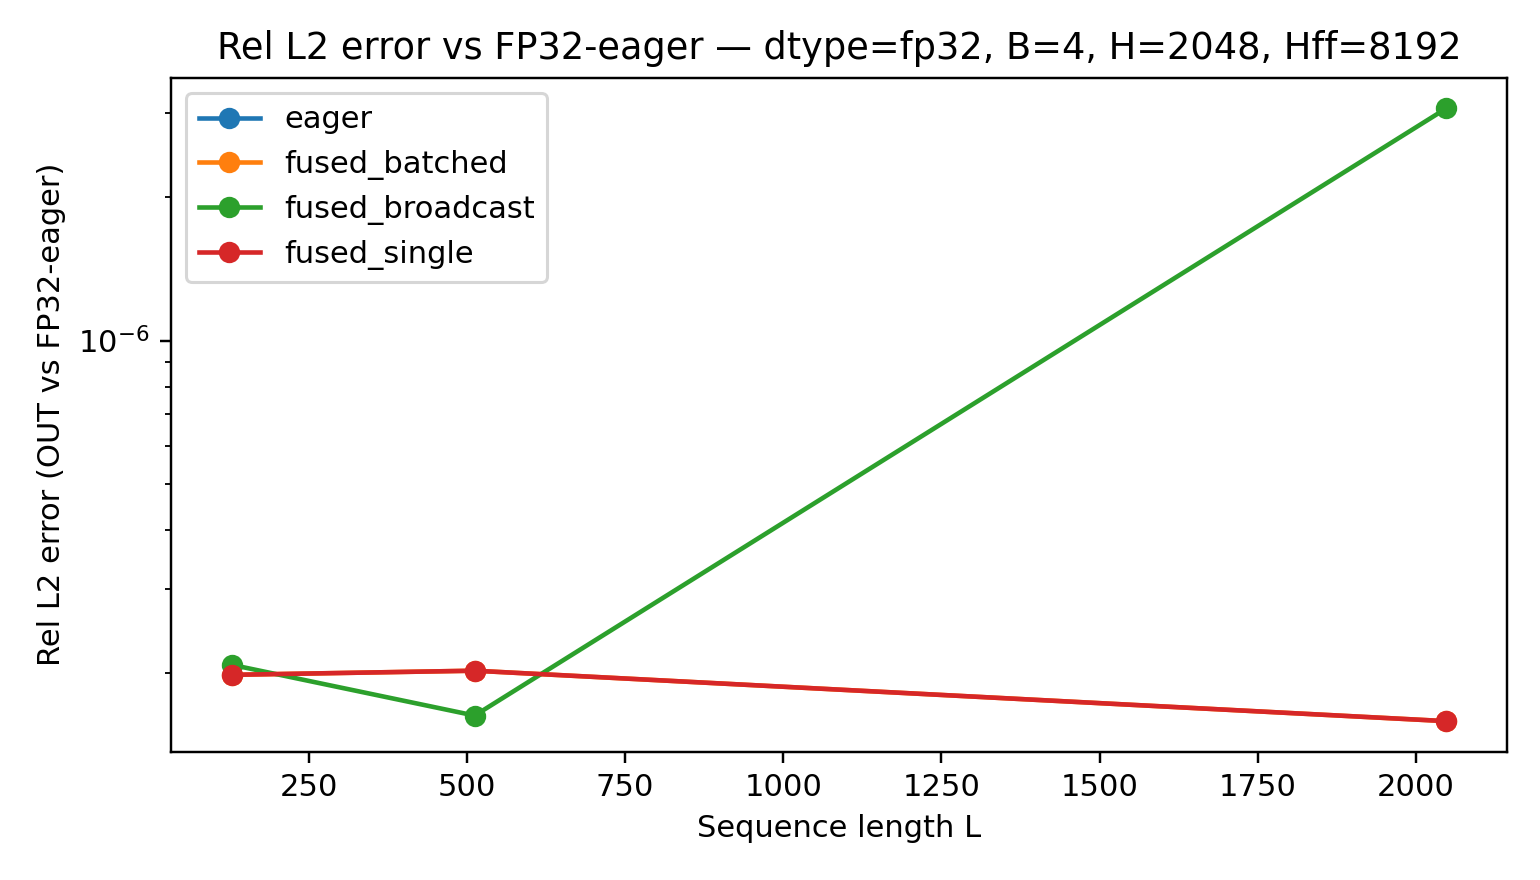 Rel L2 error vs FP32-eager — dtype=fp32, B=4, H=2048, Hff=8192
eager
fused_batched
fused_broadcast
fused_single
Rel L2 error (OUT vs FP32-eager)
10⁻⁶
250 500 750 1000 1250 1500 1750 2000
Sequence length L